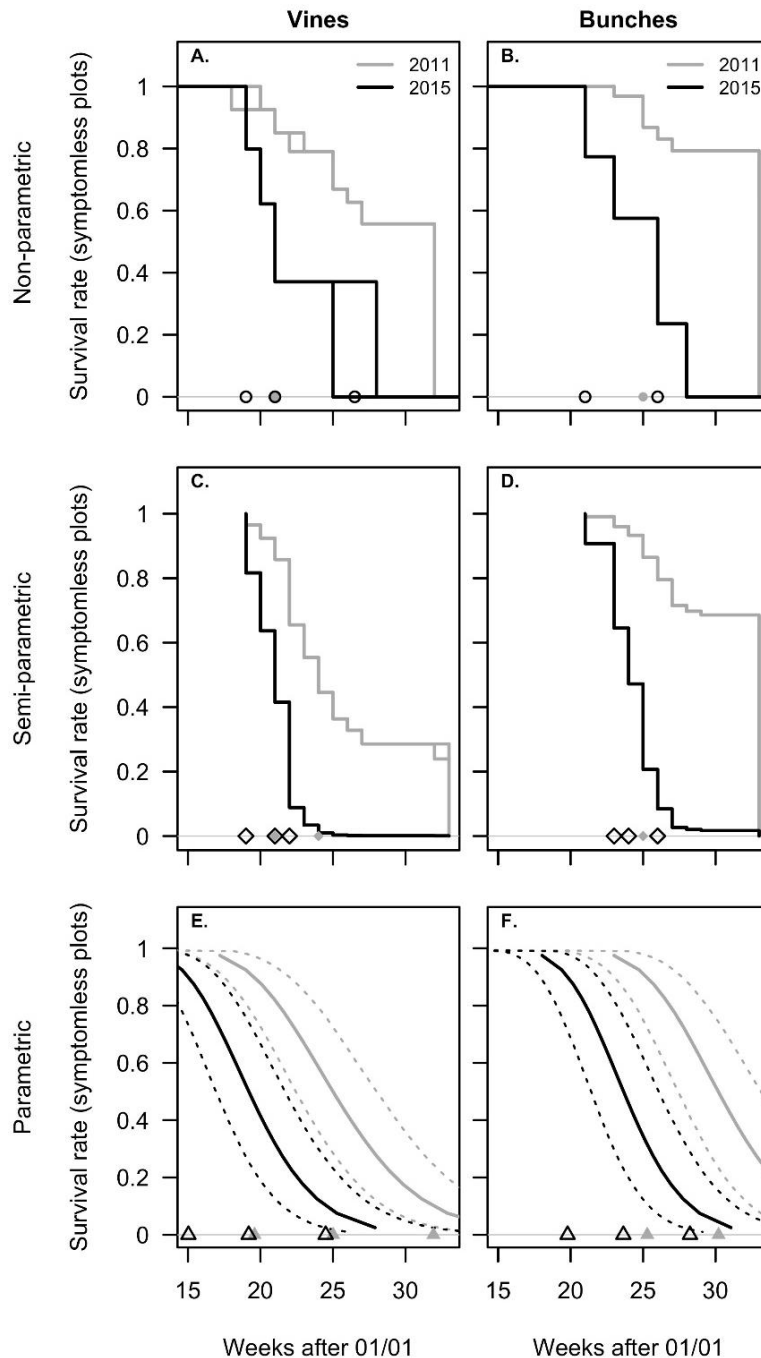 Vines
Bunches
Non-parametric
Survival rate (symptomless plots)
A.
2011
2015
1
0.8
0.6
0.4
0.2
0
B.
2011
2015
Semi-parametric
Survival rate (symptomless plots)
C.
1
0.8
0.6
0.4
0.2
0
D.
Parametric
Survival rate (symptomless plots)
E.
1
0.8
0.6
0.4
0.2
0
F.
15 20 25 30
15 20 25 30
Weeks after 01/01
Weeks after 01/01